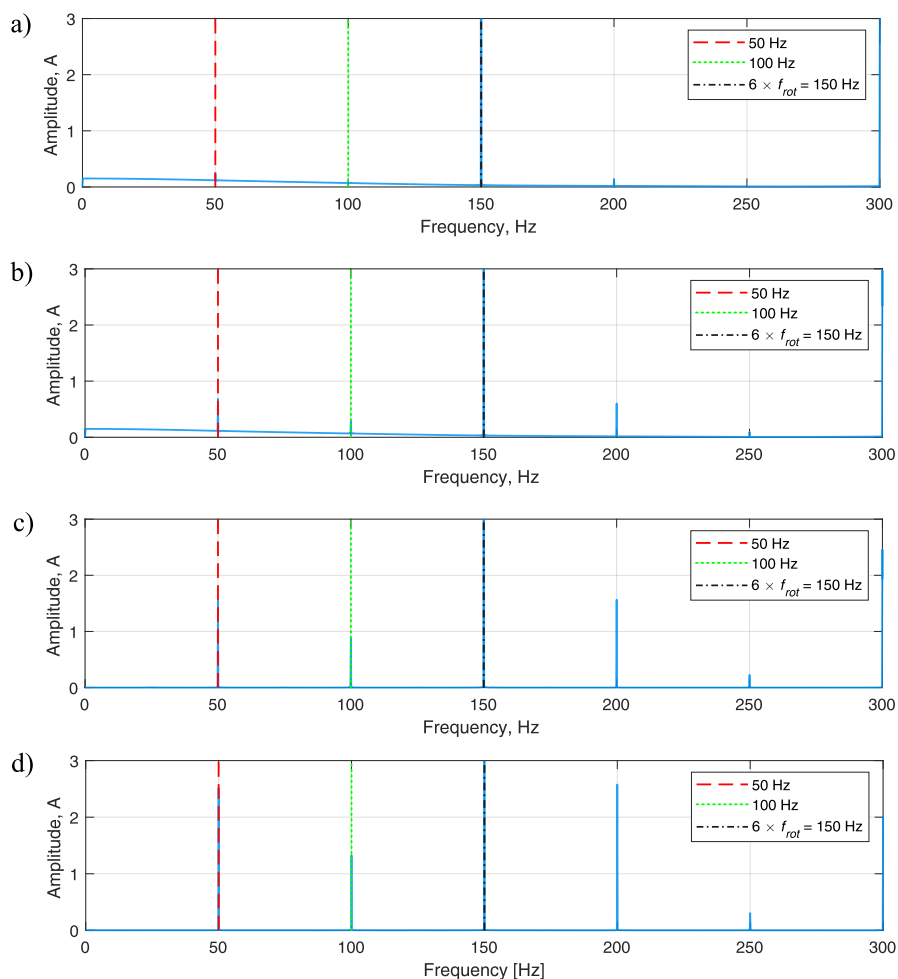 a)
3
2
1
0
Amplitude, A
50 Hz
100 Hz
6 × f_rot = 150 Hz
0 50 100 150 200 250 300
Frequency, Hz
b)
3
2
1
0
Amplitude, A
50 Hz
100 Hz
6 × f_rot = 150 Hz
0 50 100 150 200 250 300
Frequency, Hz
c)
3
2
1
0
Amplitude, A
50 Hz
100 Hz
6 × f_rot = 150 Hz
0 50 100 150 200 250 300
Frequency, Hz
d)
3
2
1
0
Amplitude, A
50 Hz
100 Hz
6 × f_rot = 150 Hz
0 50 100 150 200 250 300
Frequency [Hz]